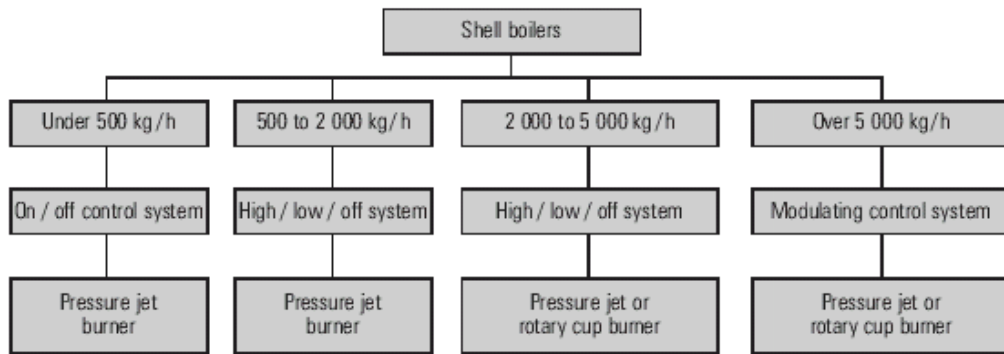 Shell boilers
Under 500 kg/h
500 to 2 000 kg/h
2 000 to 5 000 kg/h
Over 5 000 kg/h
On / off control system
High / low / off system
High / low / off system
Modulating control system
Pressure jet
burner
Pressure jet
burner
Pressure jet or
rotary cup burner
Pressure jet or
rotary cup burner